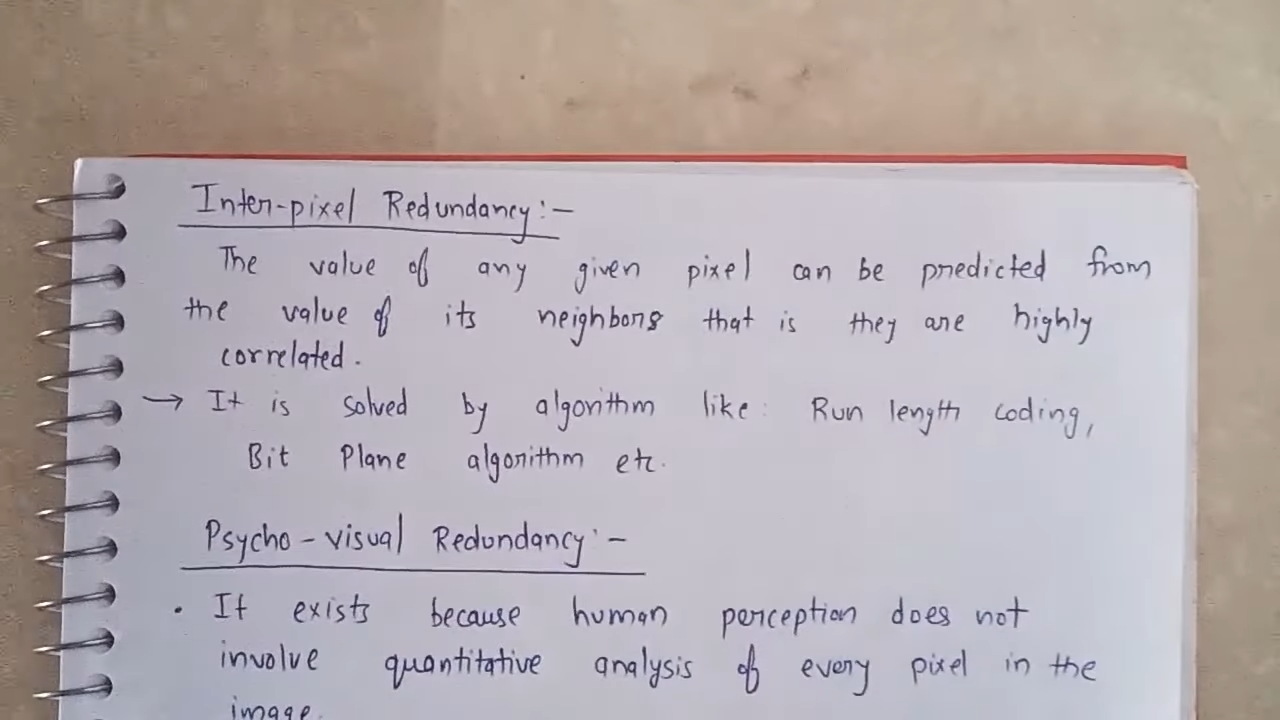 Inter-pixel Redundancy:-
The value of any given pixel can be predicted from
the value of its neighbors that is they are highly
correlated.
→ It is solved by algorithm like: Run length coding,
Bit Plane algorithm etc.
Psycho-visual Redundancy:-
• It exists because human perception does not
involve quantitative analysis of every pixel in the
image.